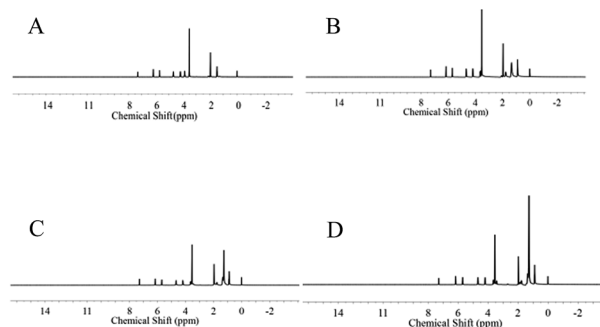 A
B
14 11 8 6 4 2 0 -2
Chemical Shift(ppm)
14 11 8 6 4 2 0 -2
Chemical Shift (ppm)
C
D
14 11 8 6 4 2 0 -2
Chemical Shift (ppm)
14 11 8 6 4 2 0 -2
Chemical Shift (ppm)